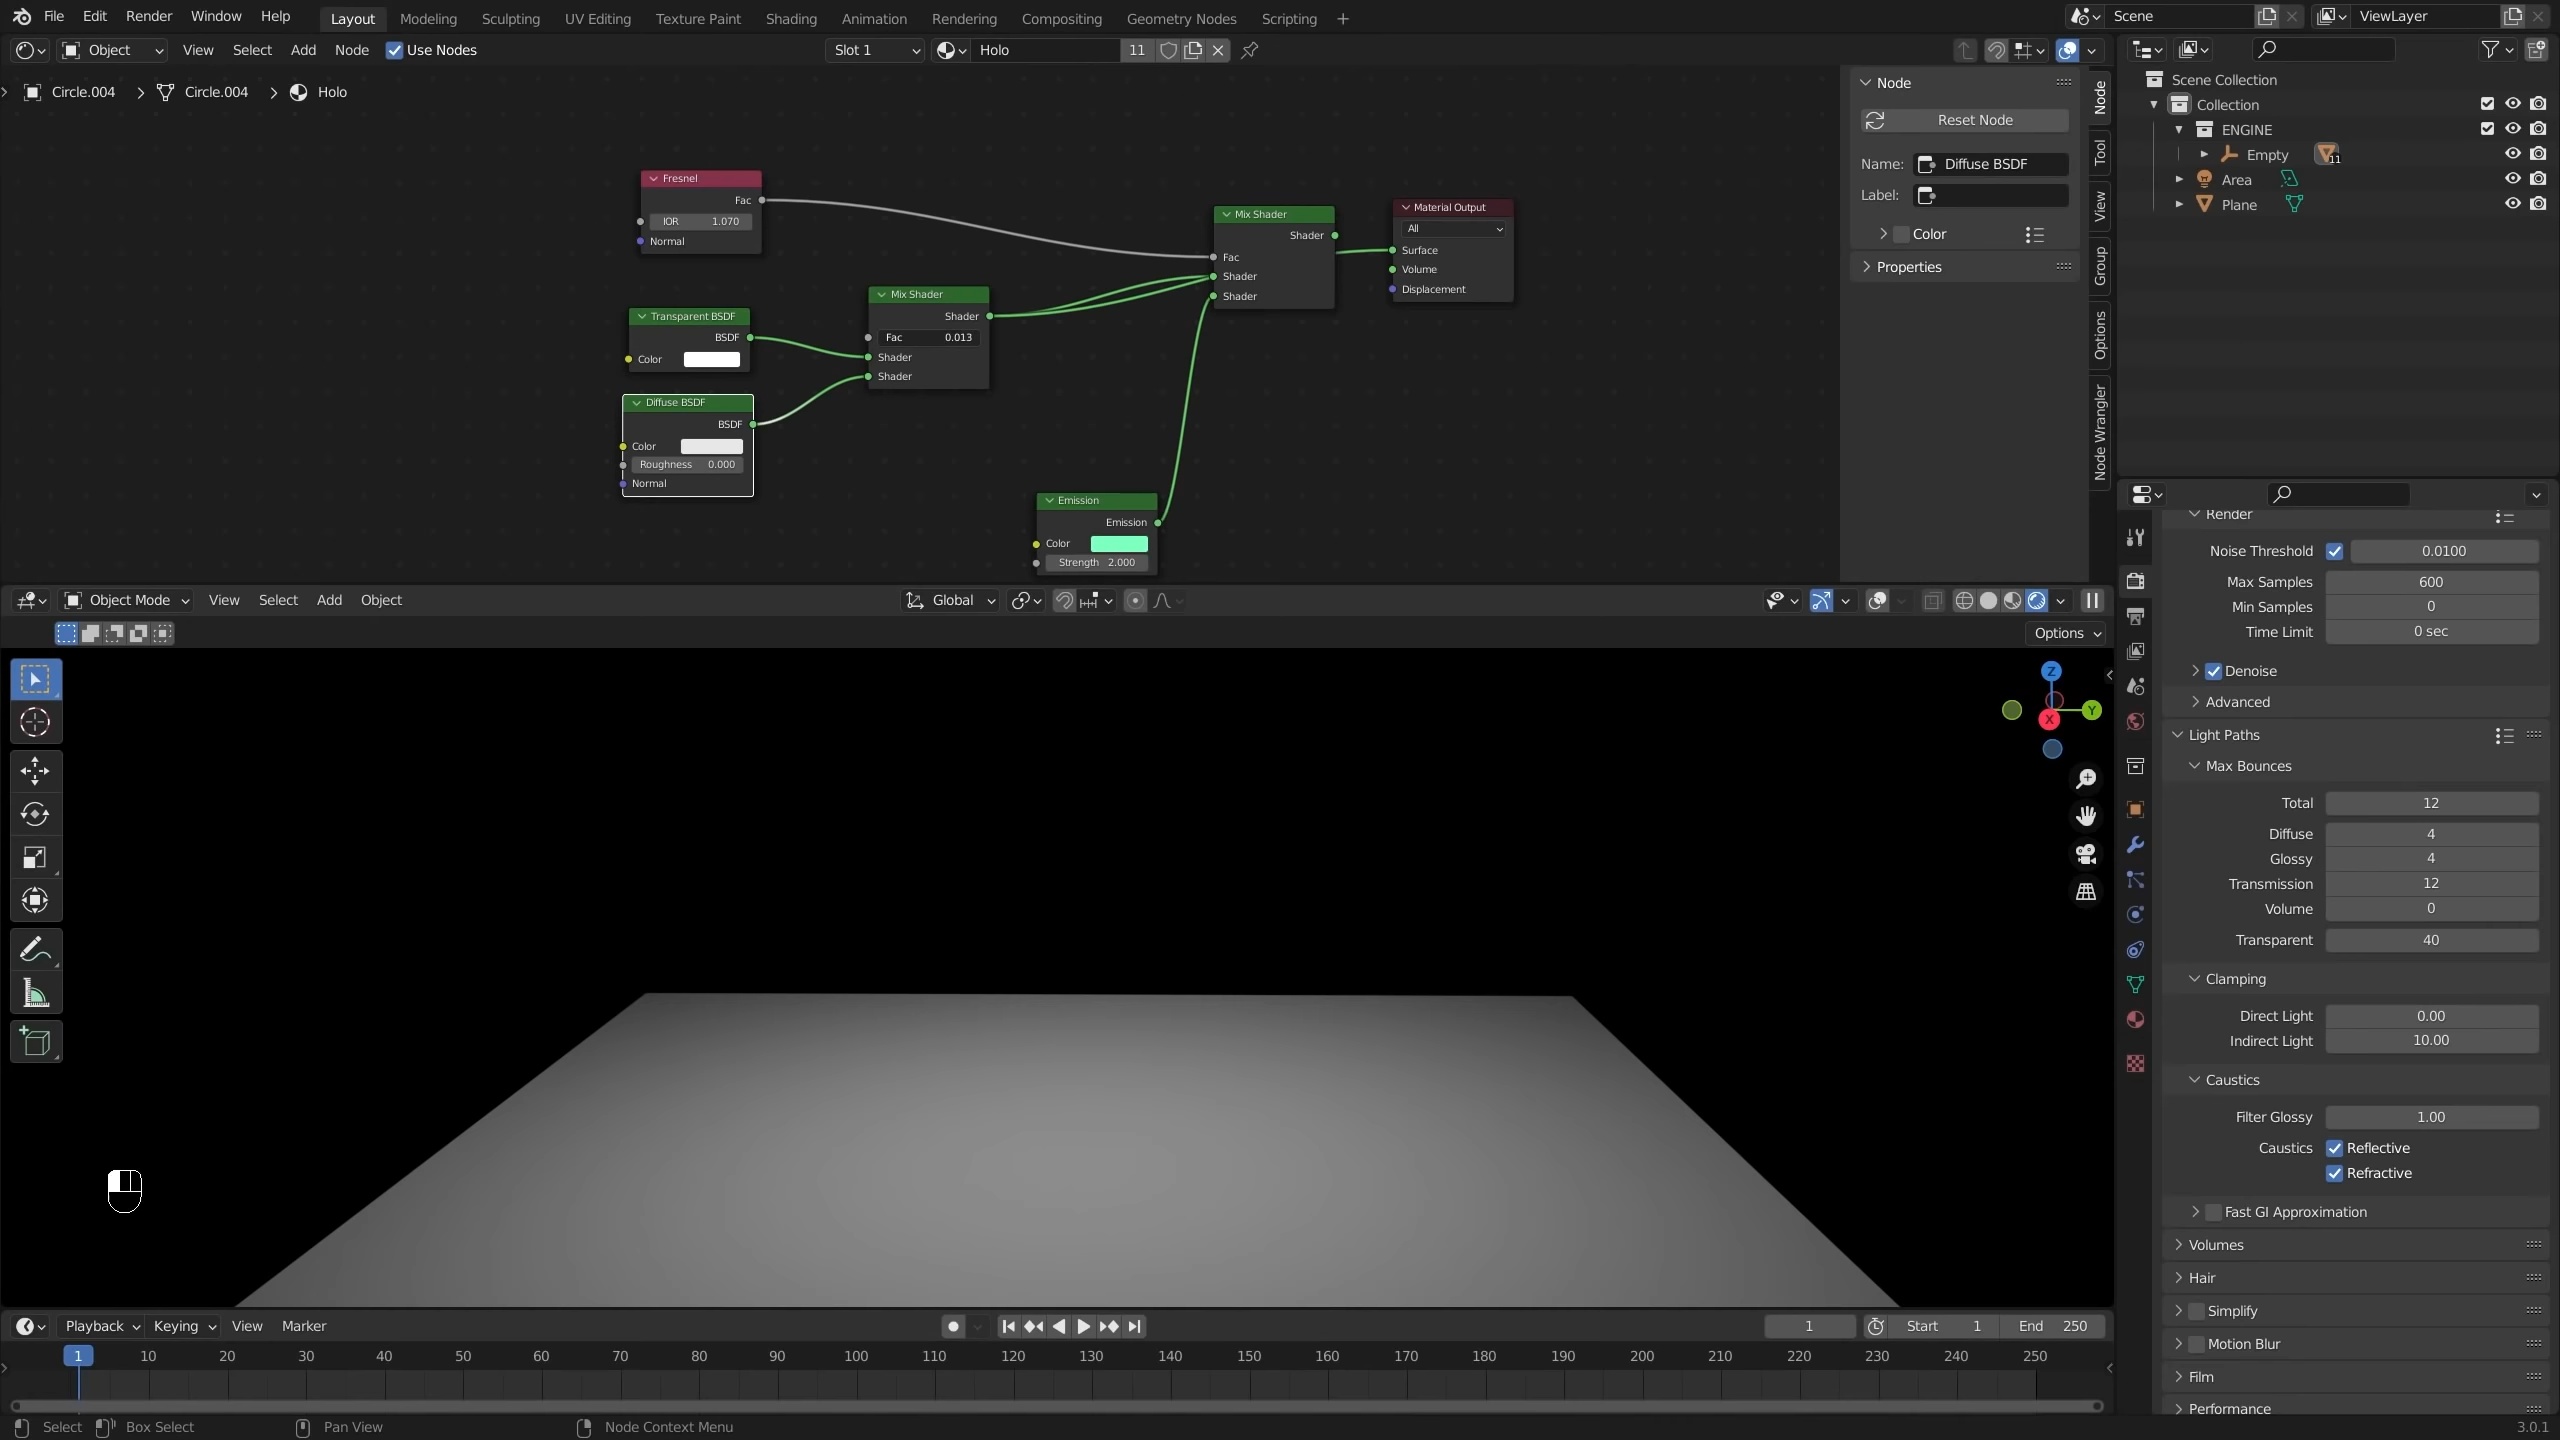 File Edit Render Window Help Layout Modeling Sculpting UV Editing Texture Paint Shading Animation Rendering Compositing Geometry Nodes Scripting + Scene ViewLayer
Object View Select Add Node Use Nodes Slot 1 Holo 11
Circle.004 > Circle.004 > Holo
Fresnel
Fac
IOR 1.070
Normal
Transparent BSDF
BSDF
Color
Diffuse BSDF
BSDF
Color
Roughness 0.000
Normal
Mix Shader
Shader
Fac 0.013
Shader
Shader
Emission
Emission
Color
Strength 2.000
Mix Shader
Shader
Fac
Shader
Shader
Material Output
All
Surface
Volume
Displacement
Node
Reset Node
Name: Diffuse BSDF
Label:
Color
Properties
Node
Tool
View
Group
Options
Node Wrangler
Scene Collection
Collection
ENGINE
Empty 11
Area
Plane
Object Mode View Select Add Object Global
Options
Z
Y
X
Render
Noise Threshold 0.0100
Max Samples 600
Min Samples 0
Time Limit 0 sec
Denoise
Advanced
Light Paths
Max Bounces
Total 12
Diffuse 4
Glossy 4
Transmission 12
Volume 0
Transparent 40
Clamping
Direct Light 0.00
Indirect Light 10.00
Caustics
Filter Glossy 1.00
Caustics Reflective
Refractive
Fast GI Approximation
Volumes
Hair
Simplify
Motion Blur
Film
Performance
Playback Keying View Marker 1 Start 1 End 250
1 10 20 30 40 50 60 70 80 90 100 110 120 130 140 150 160 170 180 190 200 210 220 230 240 250
Select Box Select Pan View Node Context Menu 3.0.1